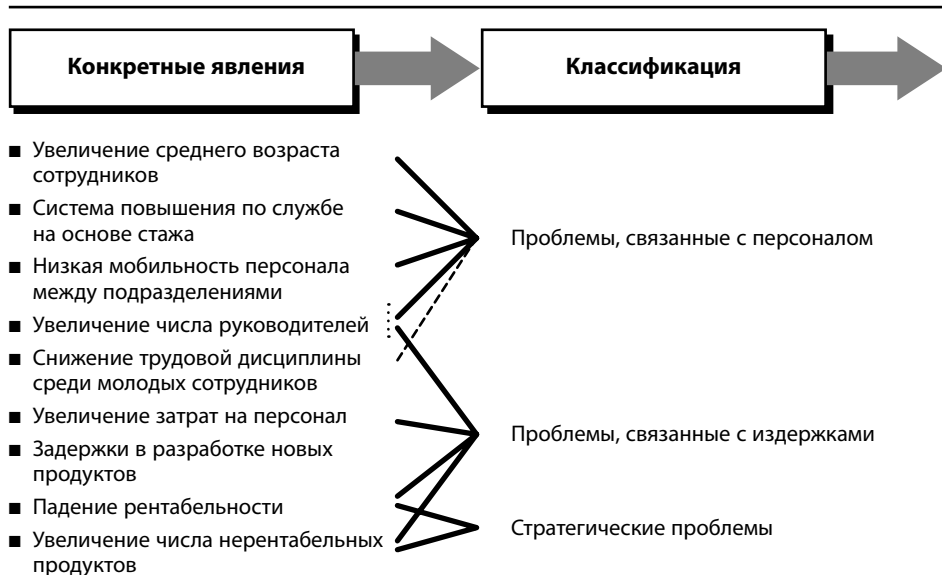 Конкретные явления
Классификация
■ Увеличение среднего возраста
сотрудников
■ Система повышения по службе
на основе стажа
■ Низкая мобильность персонала
между подразделениями
■ Увеличение числа руководителей
■ Снижение трудовой дисциплины
среди молодых сотрудников
■ Увеличение затрат на персонал
■ Задержки в разработке новых
продуктов
■ Падение рентабельности
■ Увеличение числа нерентабельных
продуктов
Проблемы, связанные с персоналом
Проблемы, связанные с издержками
Стратегические проблемы